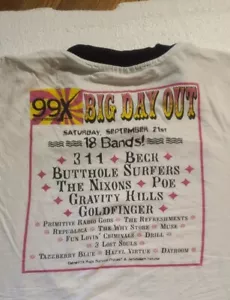 99X BIG DAY OUT
SATURDAY, SEPTEMBER 21st
18 Bands!
311 ✦ BECK
BUTTHOLE SURFERS
✦ THE NIXONS ✦ POE ✦
GRAVITY KILLS
✦ GOLDFINGER ✦
PRIMITIVE RADIO GODS ✦ THE REFRESHMENTS
REPUBLICA ✦ THE WHY STORE ✦ MUSE ✦
FUN LOVIN' CRIMINALS ✦ DRILL ✦
3 LOST SOULS
TANGERBY BLUE ✦ HAZEL VIRTUE ✦ DAYROOM ✦